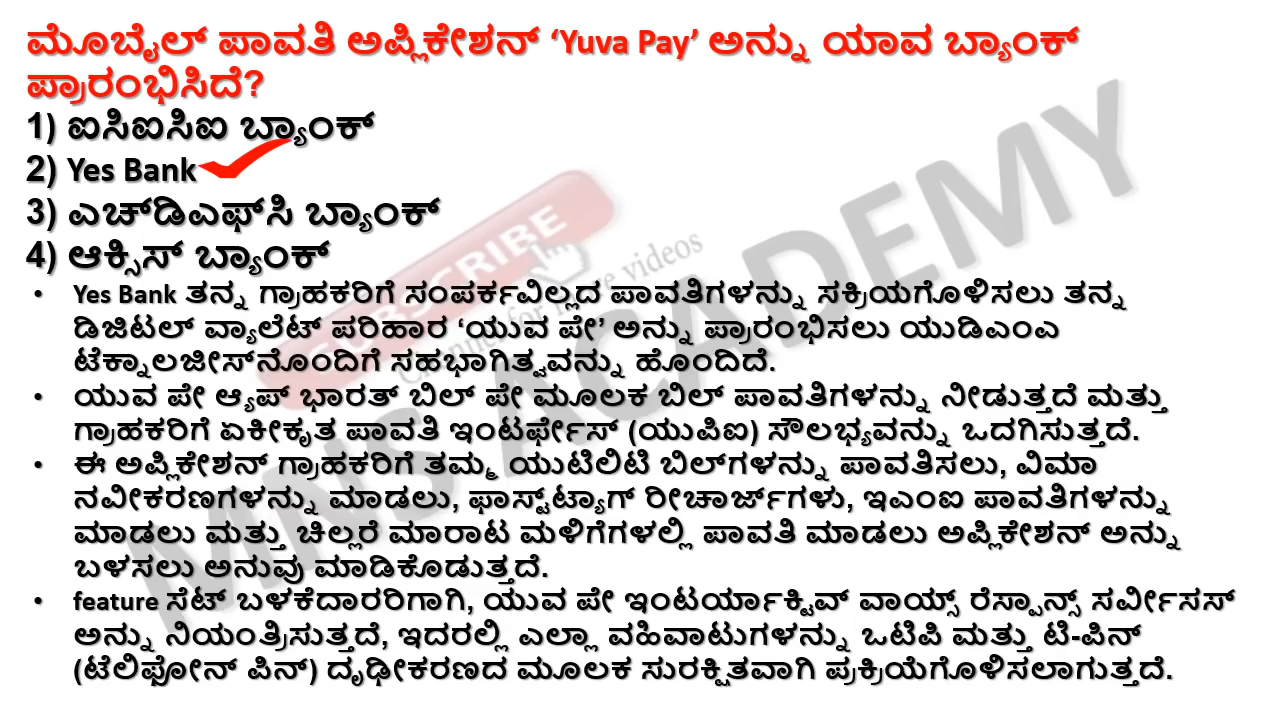 ಮೊಬೈಲ್ ಪಾವತಿ ಅಪ್ಲಿಕೇಶನ್ ‘Yuva Pay’ ಅನ್ನು ಯಾವ ಬ್ಯಾಂಕ್
ಪ್ರಾರಂಭಿಸಿದೆ?
1) ಐಸಿಐಸಿಐ ಬ್ಯಾಂಕ್
2) Yes Bank
3) ಎಚ್‌ಡಿಎಫ್‌ಸಿ ಬ್ಯಾಂಕ್
4) ಆಕ್ಸಿಸ್ ಬ್ಯಾಂಕ್
• Yes Bank ತನ್ನ ಗ್ರಾಹಕರಿಗೆ ಸಂಪರ್ಕವಿಲ್ಲದ ಪಾವತಿಗಳನ್ನು ಸಕ್ರಿಯಗೊಳಿಸಲು ತನ್ನ
ಡಿಜಿಟಲ್ ವ್ಯಾಲೆಟ್ ಪರಿಹಾರ ‘ಯುವ ಪೇ’ ಅನ್ನು ಪ್ರಾರಂಭಿಸಲು ಯುಡಿಎಂಎ
ಟೆಕ್ನಾಲಜೀಸ್‌ನೊಂದಿಗೆ ಸಹಭಾಗಿತ್ವವನ್ನು ಹೊಂದಿದೆ.
• ಯುವ ಪೇ ಆ್ಯಪ್ ಭಾರತ್ ಬಿಲ್ ಪೇ ಮೂಲಕ ಬಿಲ್ ಪಾವತಿಗಳನ್ನು ನೀಡುತ್ತದೆ ಮತ್ತು
ಗ್ರಾಹಕರಿಗೆ ಏಕೀಕೃತ ಪಾವತಿ ಇಂಟರ್ಫೇಸ್ (ಯುಪಿಐ) ಸೌಲಭ್ಯವನ್ನು ಒದಗಿಸುತ್ತದೆ.
• ಈ ಅಪ್ಲಿಕೇಶನ್ ಗ್ರಾಹಕರಿಗೆ ತಮ್ಮ ಯುಟಿಲಿಟಿ ಬಿಲ್‌ಗಳನ್ನು ಪಾವತಿಸಲು, ವಿಮಾ
ನವೀಕರಣಗಳನ್ನು ಮಾಡಲು, ಫಾಸ್ಟ್‌ಟ್ಯಾಗ್ ರೀಚಾರ್ಜ್‌ಗಳು, ಇಎಂಐ ಪಾವತಿಗಳನ್ನು
ಮಾಡಲು ಮತ್ತು ಚಿಲ್ಲರೆ ಮಾರಾಟ ಮಳಿಗೆಗಳಲ್ಲಿ ಪಾವತಿ ಮಾಡಲು ಅಪ್ಲಿಕೇಶನ್ ಅನ್ನು
ಬಳಸಲು ಅನುವು ಮಾಡಿಕೊಡುತ್ತದೆ.
• feature ಸೆಟ್ ಬಳಕೆದಾರರಿಗಾಗಿ, ಯುವ ಪೇ ಇಂಟರ್ಯಾಕ್ಟಿವ್ ವಾಯ್ಸ್ ರೆಸ್ಪಾನ್ಸ್ ಸರ್ವೀಸಸ್
ಅನ್ನು ನಿಯಂತ್ರಿಸುತ್ತದೆ, ಇದರಲ್ಲಿ ಎಲ್ಲಾ ವಹಿವಾಟುಗಳನ್ನು ಒಟಿಪಿ ಮತ್ತು ಟಿ-ಪಿನ್
(ಟೆಲಿಫೋನ್ ಪಿನ್) ದೃಢೀಕರಣದ ಮೂಲಕ ಸುರಕ್ಷಿತವಾಗಿ ಪ್ರಕ್ರಿಯೆಗೊಳಿಸಲಾಗುತ್ತದೆ.
MNS ACADEMY
SUBSCRIBE